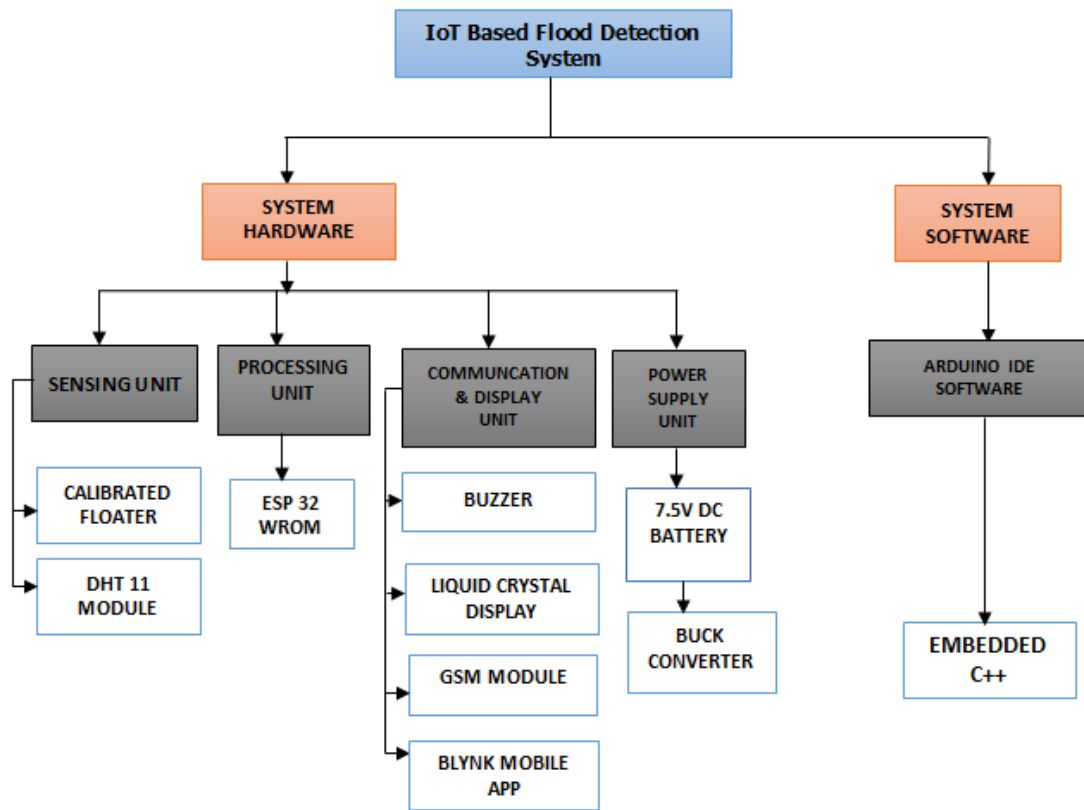 IoT Based Flood Detection
System
SYSTEM
HARDWARE
SYSTEM
SOFTWARE
SENSING UNIT
PROCESSING
UNIT
COMMUNCATION
& DISPLAY
UNIT
POWER
SUPPLY
UNIT
ARDUINO IDE
SOFTWARE
CALIBRATED
FLOATER
DHT 11
MODULE
ESP 32
WROM
BUZZER
LIQUID CRYSTAL
DISPLAY
GSM MODULE
BLYNK MOBILE
APP
7.5V DC
BATTERY
BUCK
CONVERTER
EMBEDDED
C++